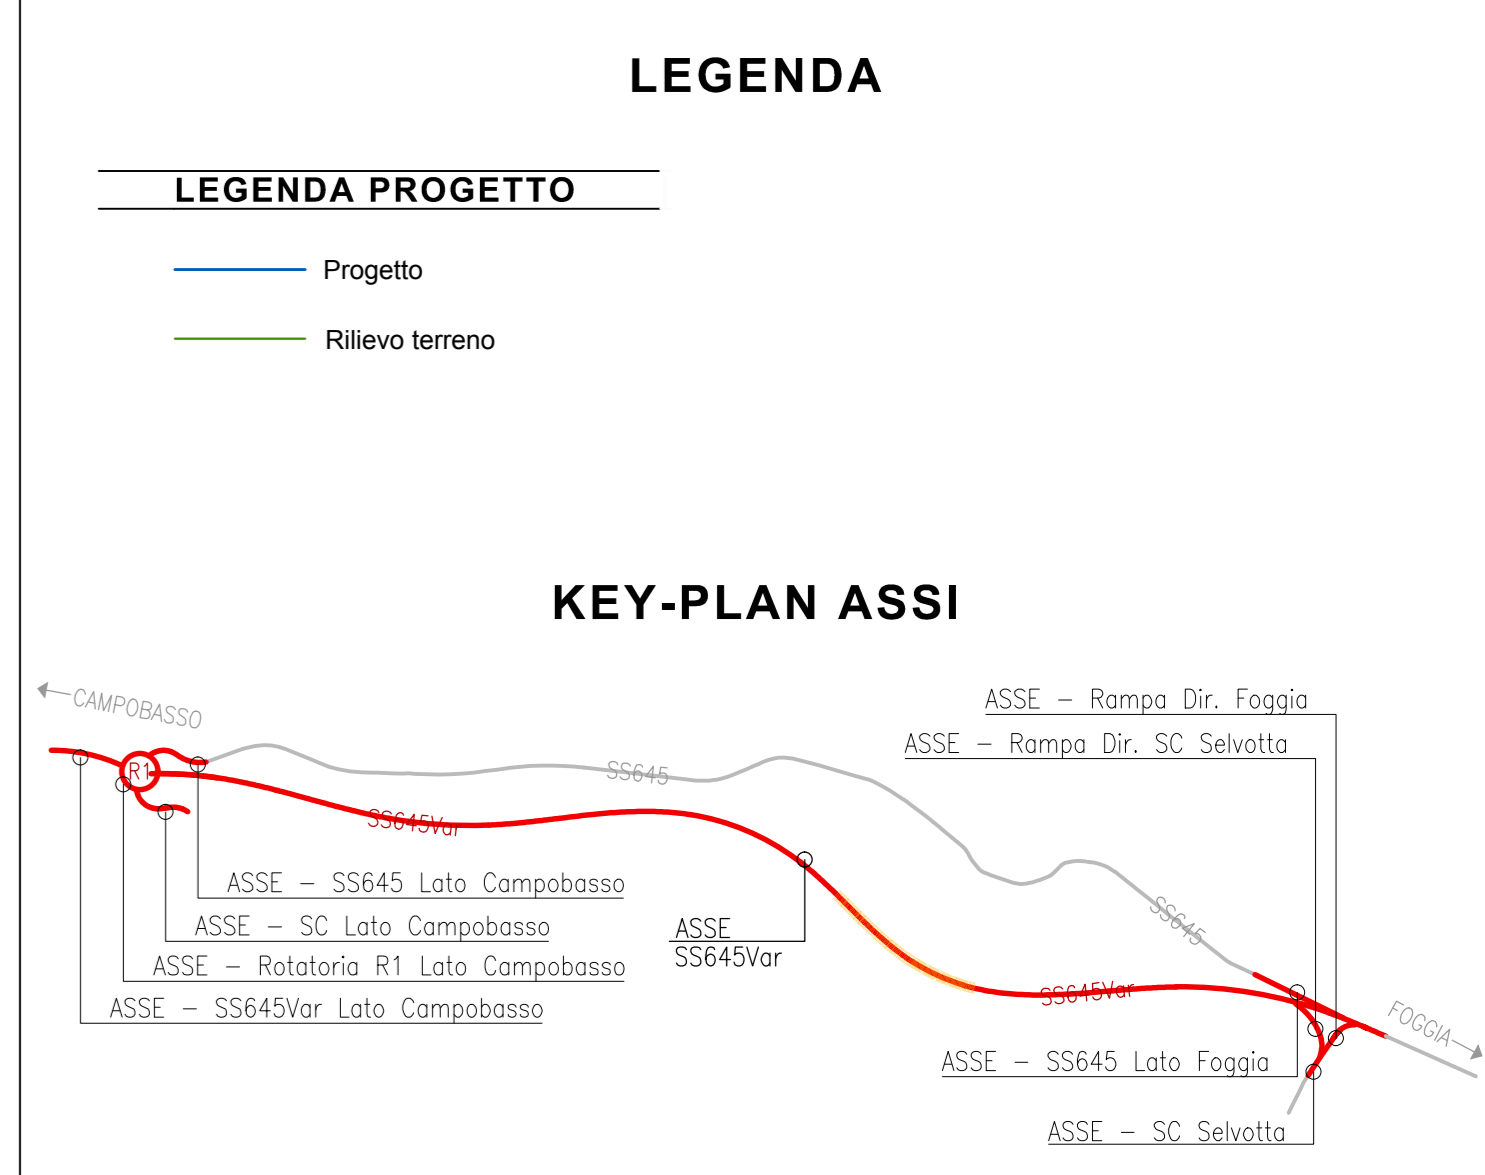 LEGENDA
LEGENDA PROGETTO
Progetto
Rilievo terreno
KEY-PLAN ASSI
CAMPOBASSO
ASSE - Rampa Dir. Foggia
ASSE - Rampa Dir. SC Selvotta
R1
SS645
SS645Var
ASSE - SS645 Lato Campobasso
ASSE - SC Lato Campobasso
ASSE
SS645Var
SS645
ASSE - Rotatoria R1 Lato Campobasso
ASSE - SS645Var Lato Campobasso
SS645Var
FOGGIA
ASSE - SS645 Lato Foggia
ASSE - SC Selvotta